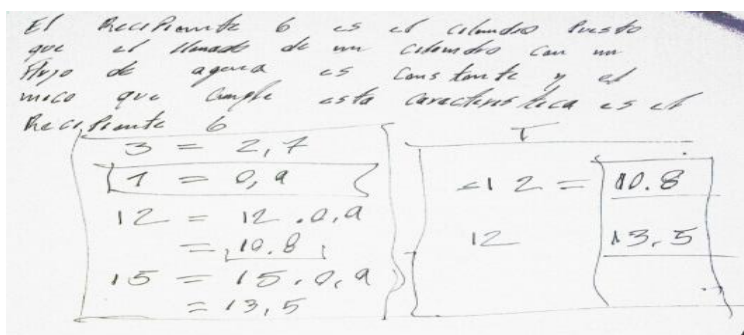 El Recipiente 6 es el cilindro Puesto
que el llenado de un cilindro con un
flujo de agua es constante y el
unico que cumple esta caracteristica es el
Recipiente 6
3 = 2,7
1 = 0,9
12 = 12 . 0,9
= 10.8
15 = 15 . 0,9
= 13,5
T
12 = 10.8
12 13,5